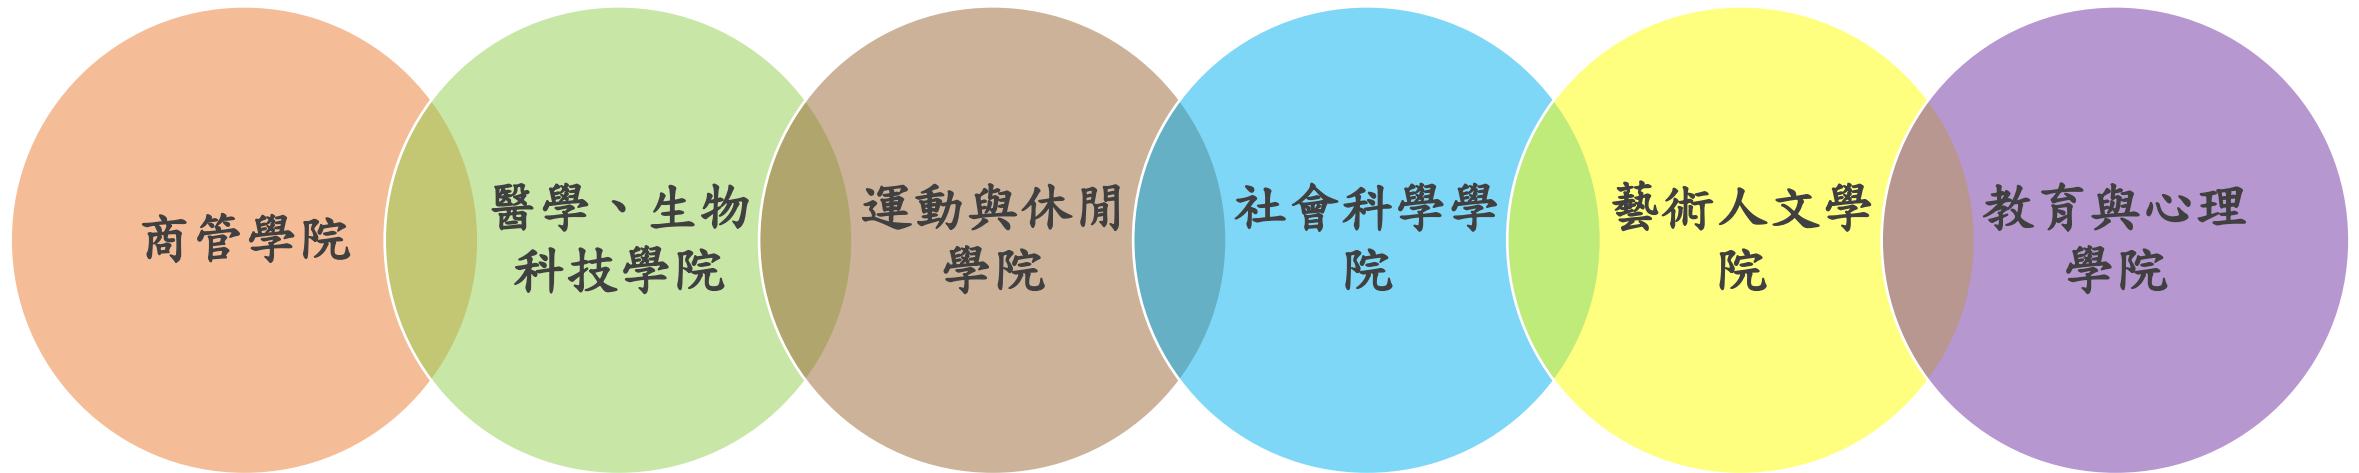 商管學院
醫學、生物
科技學院
運動與休閒
學院
社會科學學
院
藝術人文學
院
教育與心理
學院